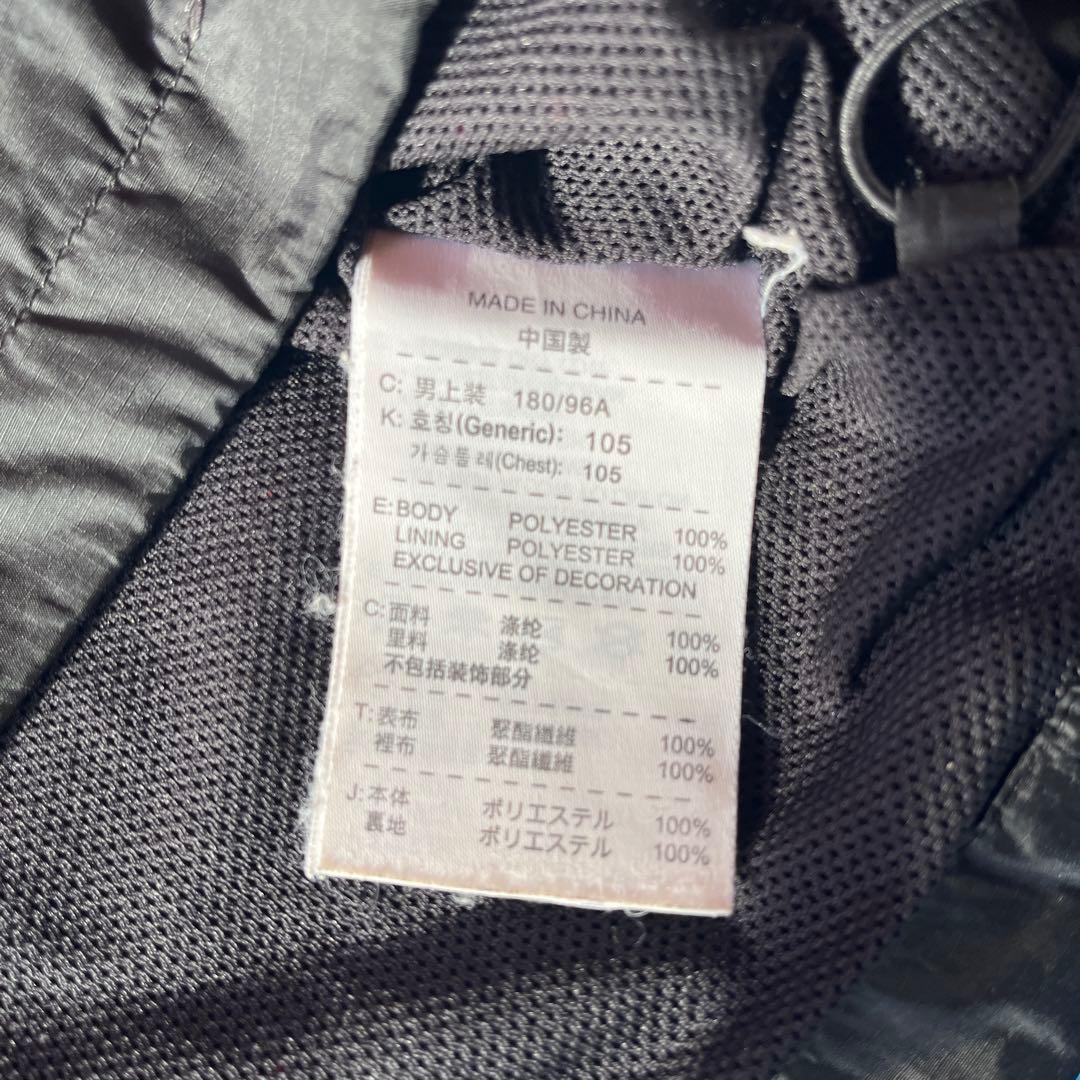 MADE IN CHINA
中国製
C: 男上装 180/96A
K: 호칭(Generic): 105
가슴둘레(Chest): 105
E: BODY POLYESTER 100%
LINING POLYESTER 100%
EXCLUSIVE OF DECORATION
C: 面料 涤纶 100%
里料 涤纶 100%
不包括装饰部分
T: 表布 聚酯纖維 100%
裡布 聚酯纖維 100%
J: 本体 ポリエステル 100%
裏地 ポリエステル 100%